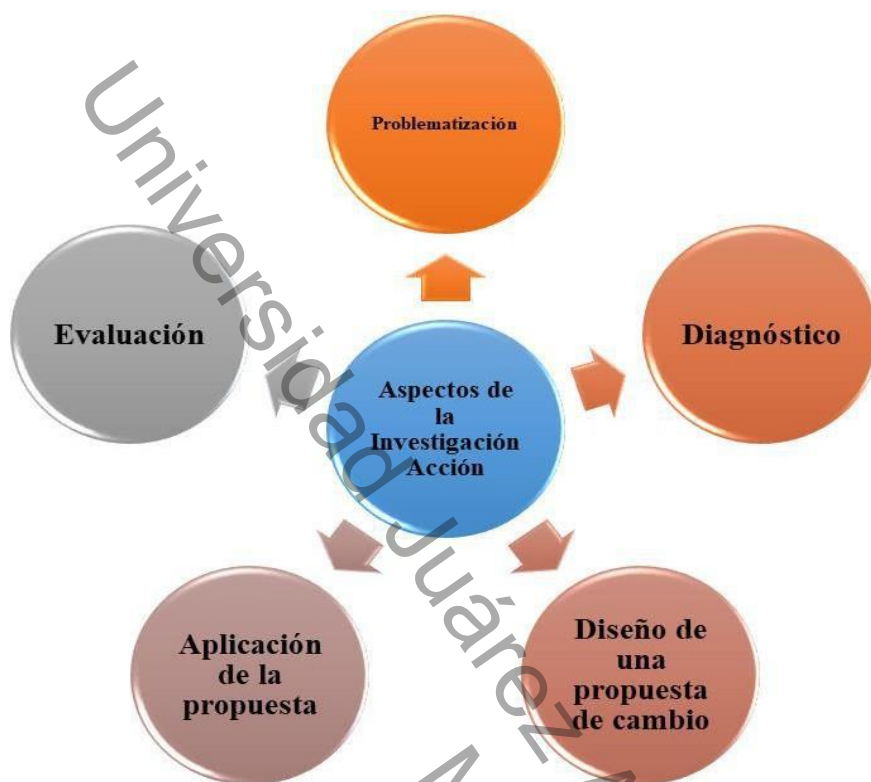 Problematización
Evaluación
Diagnóstico
Aspectos de
la
Investigación
Acción
Aplicación
de la
propuesta
Diseño de
una
propuesta
de cambio
Universidad Juárez